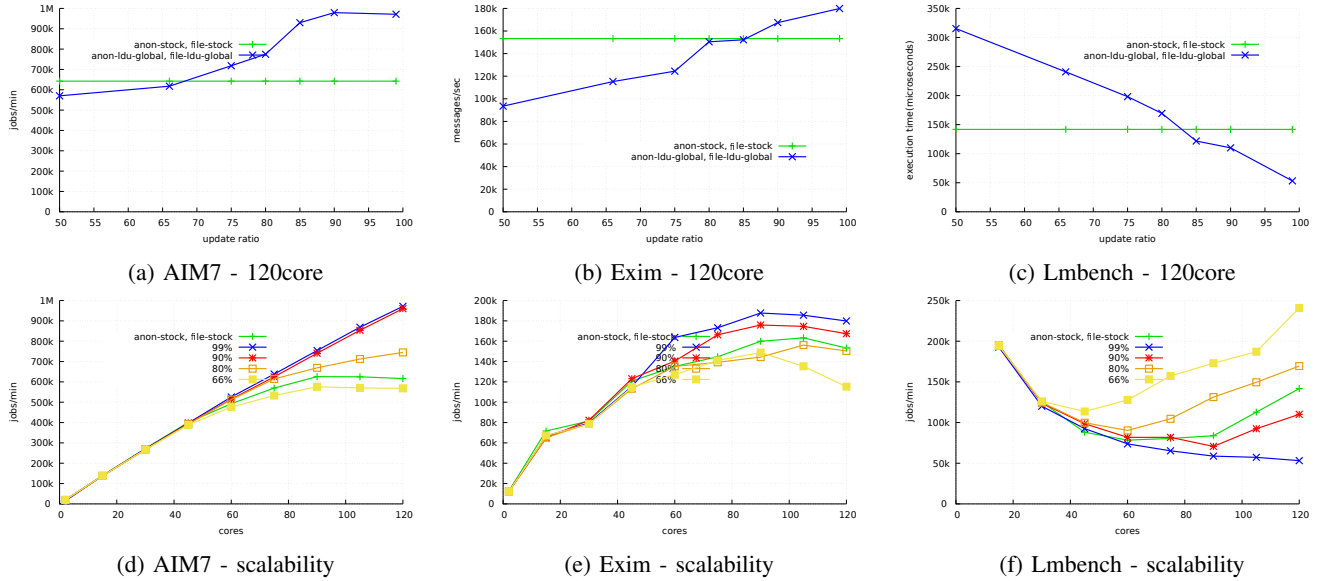 1M
900k
800k
700k
600k
500k
400k
300k
200k
100k
0
jobs/min
anon-stock, file-stock
anon-ldu-global, file-ldu-global
50 55 60 65 70 75 80 85 90 95 100
update ratio
(a) AIM7 - 120core
180k
160k
140k
120k
100k
80k
60k
40k
20k
0
messages/sec
anon-stock, file-stock
anon-ldu-global, file-ldu-global
50 55 60 65 70 75 80 85 90 95 100
update ratio
(b) Exim - 120core
350k
300k
250k
200k
150k
100k
50k
0
execution time(microseconds)
anon-stock, file-stock
anon-ldu-global, file-ldu-global
50 55 60 65 70 75 80 85 90 95 100
update ratio
(c) Lmbench - 120core
1M
900k
800k
700k
600k
500k
400k
300k
200k
100k
0
jobs/min
anon-stock, file-stock
99%
90%
80%
66%
0 20 40 60 80 100 120
cores
(d) AIM7 - scalability
200k
180k
160k
140k
120k
100k
80k
60k
40k
20k
0
jobs/min
anon-stock, file-stock
99%
90%
80%
66%
0 20 40 60 80 100 120
cores
(e) Exim - scalability
250k
200k
150k
100k
50k
0
jobs/min
anon-stock, file-stock
99%
90%
80%
66%
0 20 40 60 80 100 120
cores
(f) Lmbench - scalability